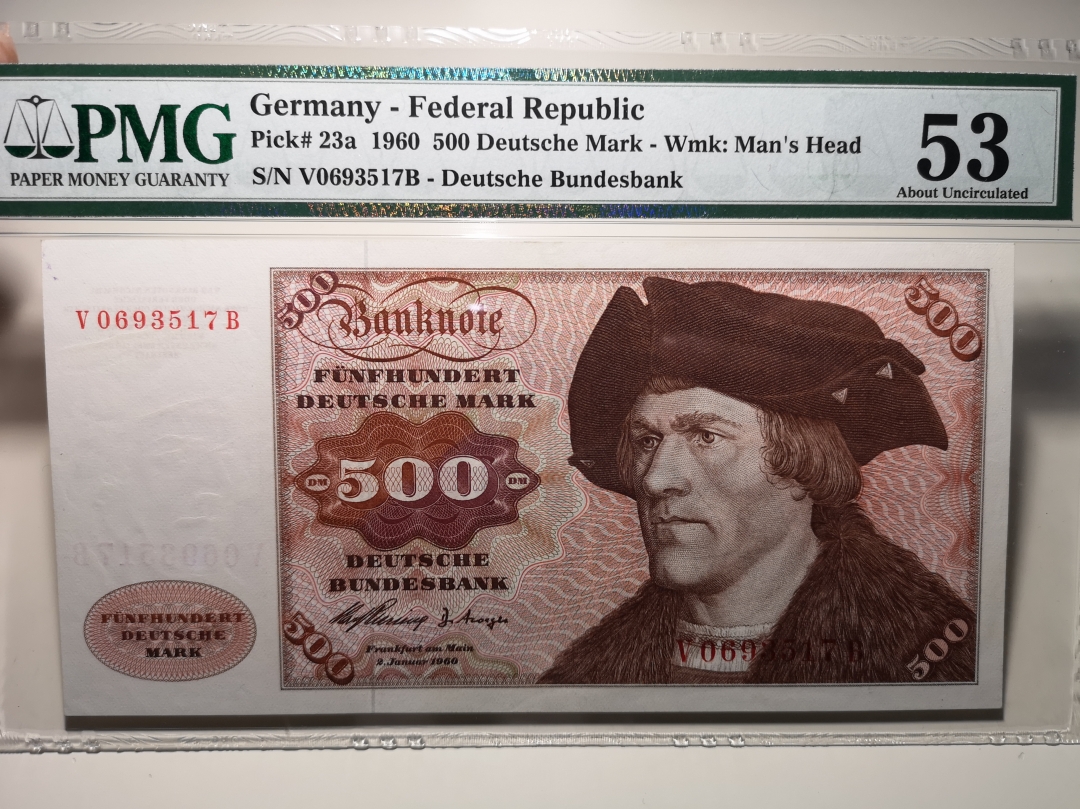 PMG
PAPER MONEY GUARANTY
Germany - Federal Republic
Pick# 23a 1960 500 Deutsche Mark - Wmk: Man's Head
S/N V0693517B - Deutsche Bundesbank
53
About Uncirculated
V0693517B
500
Banknote
500
FÜNFHUNDERT
DEUTSCHE MARK
DM 500 DM
DEUTSCHE
BUNDESBANK
Frankfurt am Main
2. Januar 1960
FÜNFHUNDERT
DEUTSCHE
MARK
500
V0693517B
500